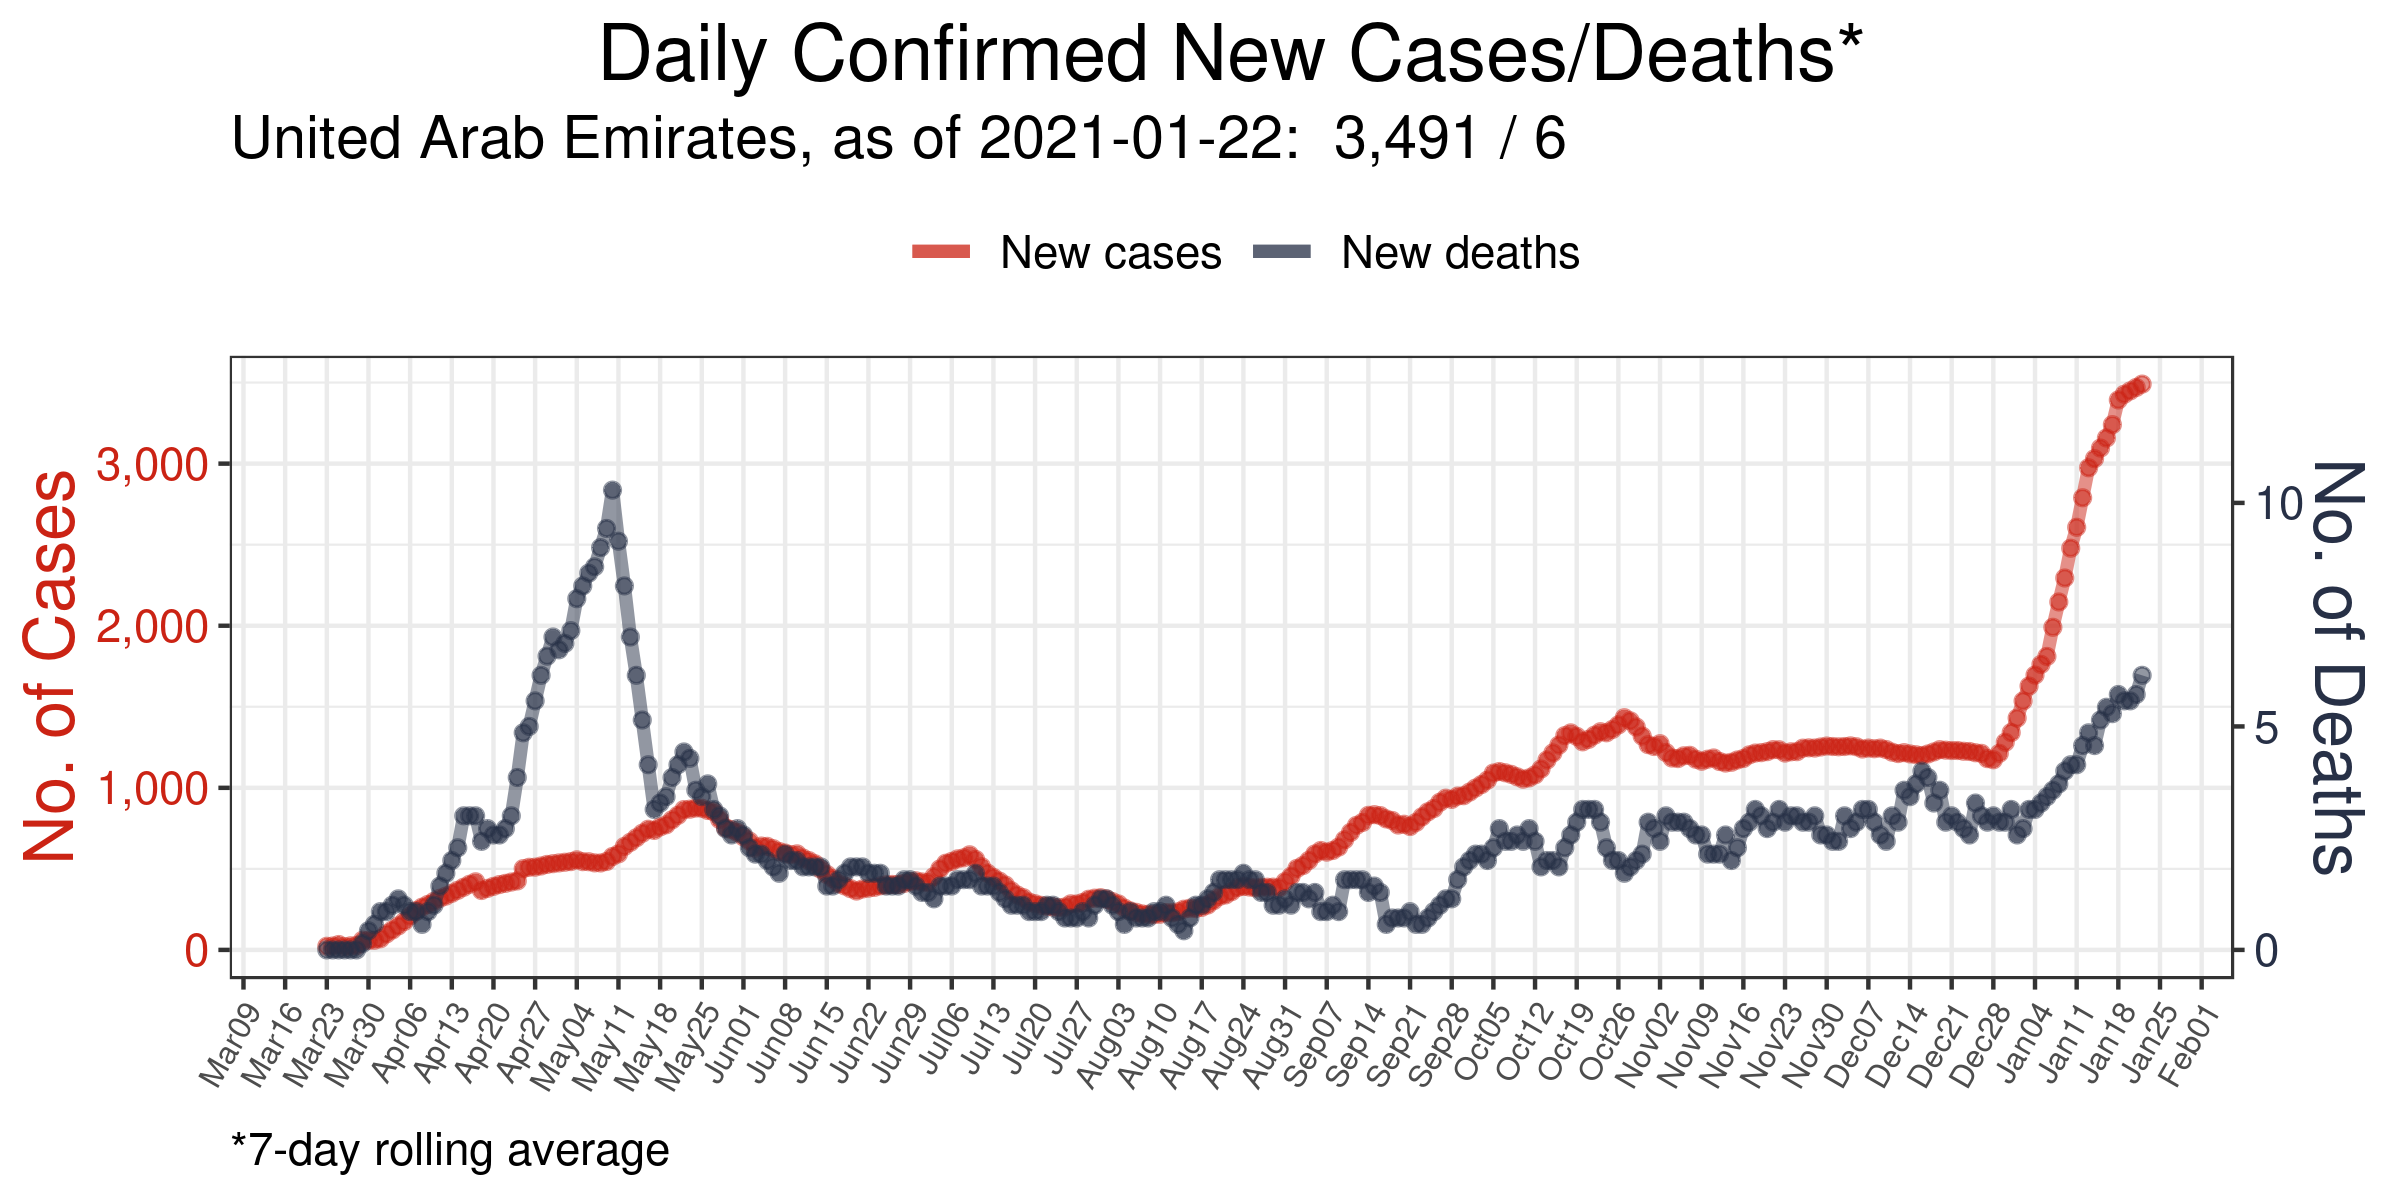 Daily Confirmed New Cases/Deaths*
United Arab Emirates, as of 2021-01-22:  3,491 / 6
New cases
New deaths
No. of Cases
3,000
2,000
1,000
0
10
5
0
No. of Deaths
Mar09
Mar16
Mar23
Mar30
Apr06
Apr13
Apr20
Apr27
May04
May11
May18
May25
Jun01
Jun08
Jun15
Jun22
Jun29
Jul06
Jul13
Jul20
Jul27
Aug03
Aug10
Aug17
Aug24
Aug31
Sep07
Sep14
Sep21
Sep28
Oct05
Oct12
Oct19
Oct26
Nov02
Nov09
Nov16
Nov23
Nov30
Dec07
Dec14
Dec21
Dec28
Jan04
Jan11
Jan18
Jan25
Feb01
*7-day rolling average